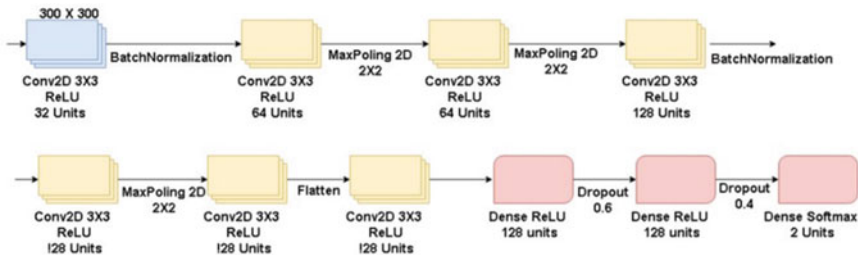 300 X 300
BatchNormalization
MaxPoling 2D
2X2
MaxPoling 2D
2X2
BatchNormalization
Conv2D 3X3
ReLU
32 Units
Conv2D 3X3
ReLU
64 Units
Conv2D 3X3
ReLU
64 Units
Conv2D 3X3
ReLU
128 Units
MaxPoling 2D
2X2
Flatten
Dropout
0.6
Dropout
0.4
Conv2D 3X3
ReLU
!28 Units
Conv2D 3X3
ReLU
!28 Units
Conv2D 3X3
ReLU
!28 Units
Dense ReLU
128 units
Dense ReLU
128 units
Dense Softmax
2 Units